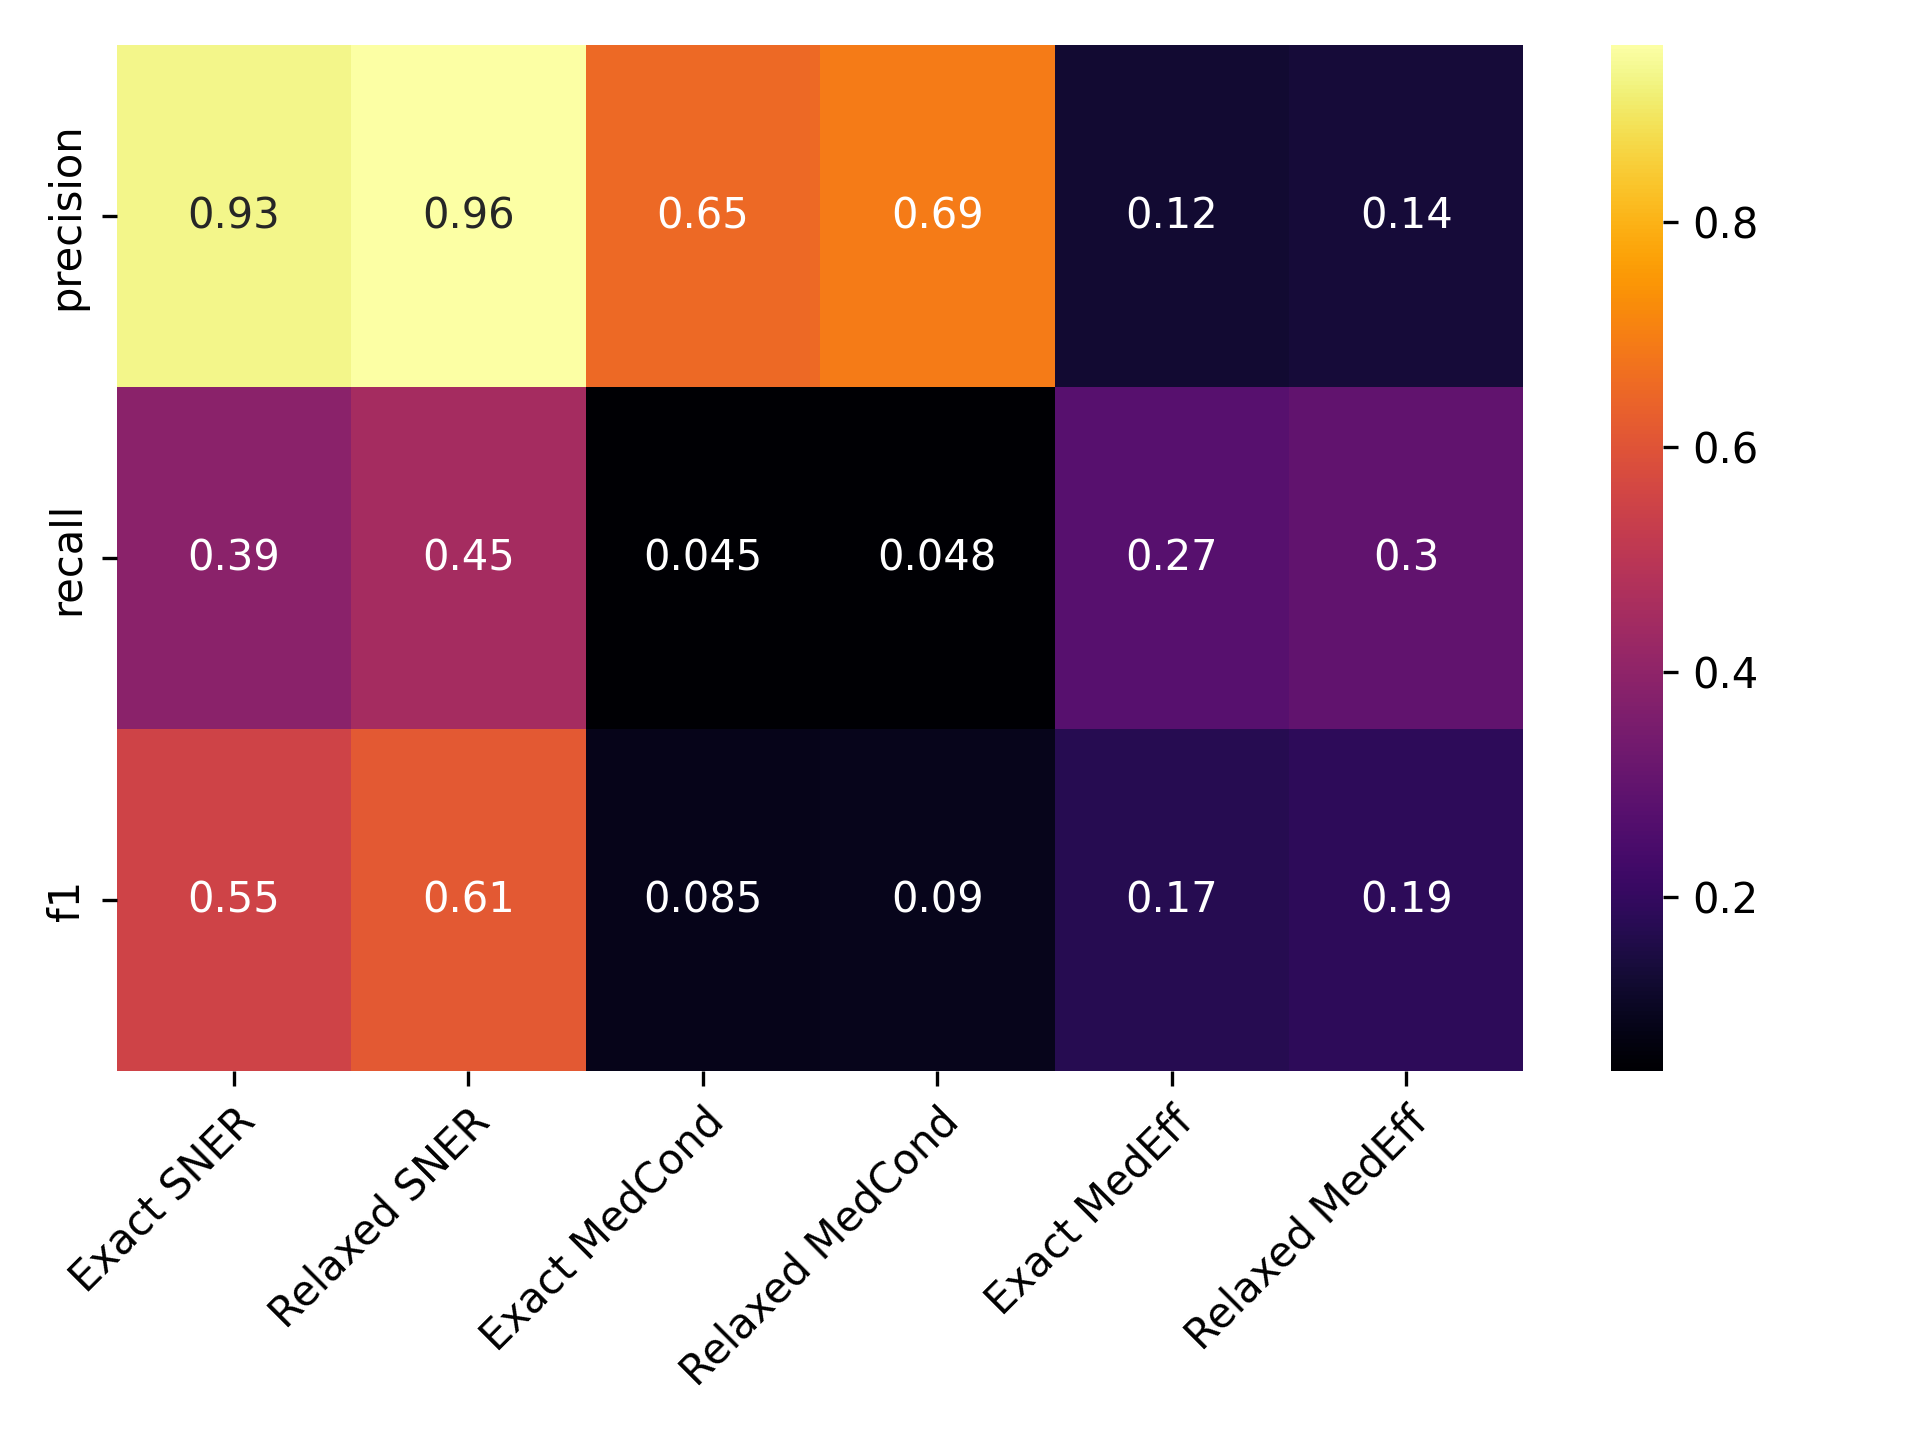 precision
0.93 0.96 0.65 0.69 0.12 0.14
recall
0.39 0.45 0.045 0.048 0.27 0.3
f1
0.55 0.61 0.085 0.09 0.17 0.19
Exact SNER
Relaxed SNER
Exact MedCond
Relaxed MedCond
Exact MedEff
Relaxed MedEff
0.8
0.6
0.4
0.2